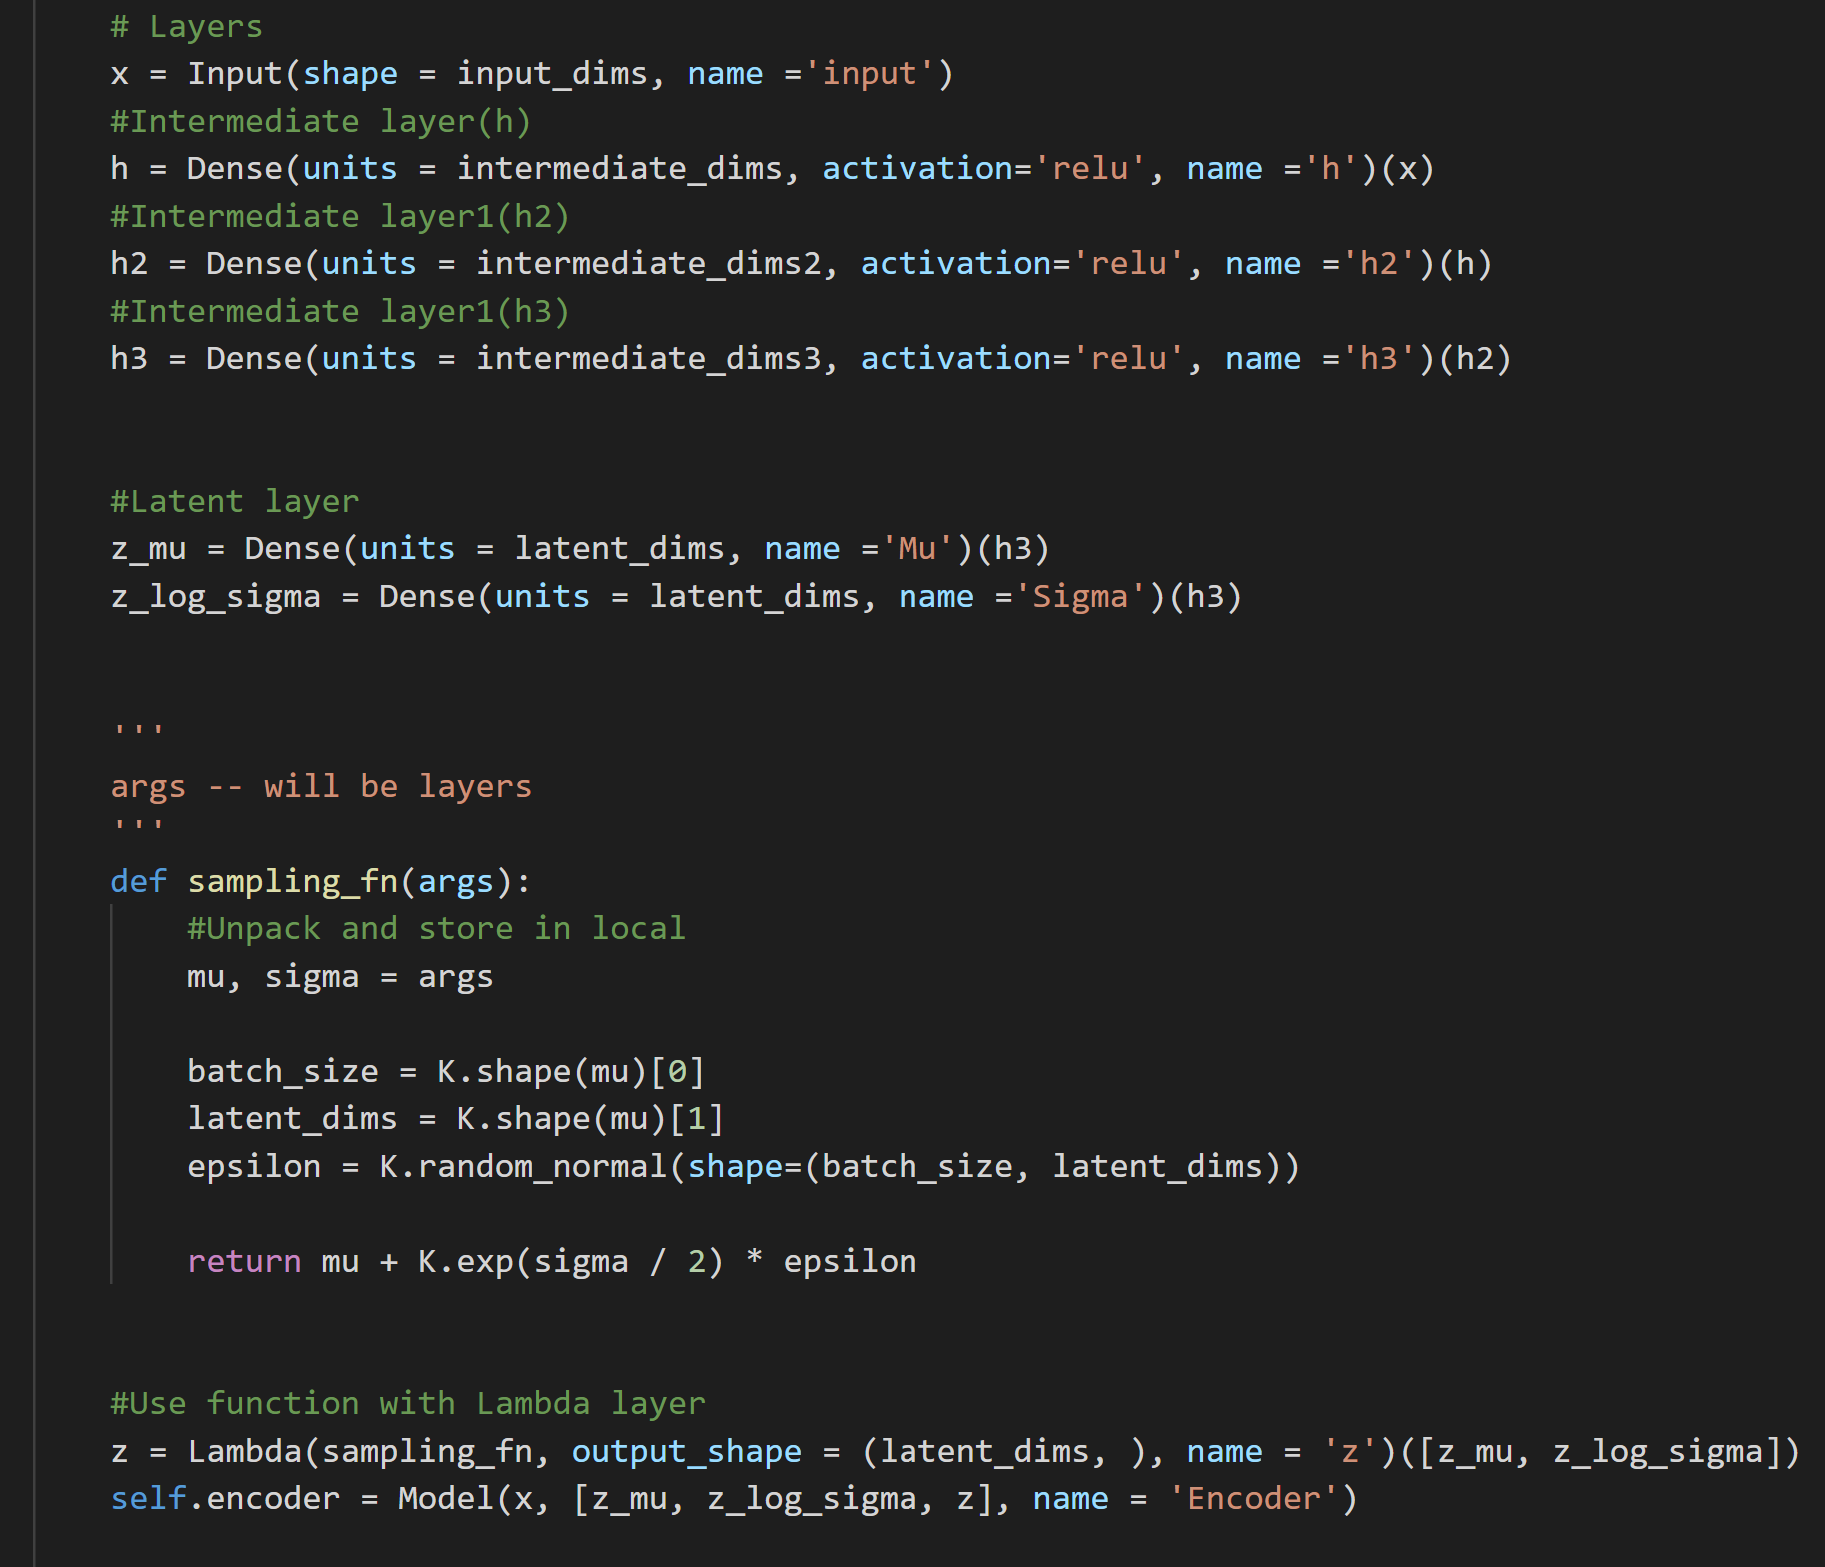 # Layers
x = Input(shape = input_dims, name ='input')
#Intermediate layer(h)
h = Dense(units = intermediate_dims, activation='relu', name ='h')(x)
#Intermediate layer1(h2)
h2 = Dense(units = intermediate_dims2, activation='relu', name ='h2')(h)
#Intermediate layer1(h3)
h3 = Dense(units = intermediate_dims3, activation='relu', name ='h3')(h2)
#Latent layer
z_mu = Dense(units = latent_dims, name ='Mu')(h3)
z_log_sigma = Dense(units = latent_dims, name ='Sigma')(h3)
'''
args -- will be layers
'''
def sampling_fn(args):
    #Unpack and store in local
    mu, sigma = args
    batch_size = K.shape(mu)[0]
    latent_dims = K.shape(mu)[1]
    epsilon = K.random_normal(shape=(batch_size, latent_dims))
    return mu + K.exp(sigma / 2) * epsilon
#Use function with Lambda layer
z = Lambda(sampling_fn, output_shape = (latent_dims, ), name = 'z')([z_mu, z_log_sigma])
self.encoder = Model(x, [z_mu, z_log_sigma, z], name = 'Encoder')